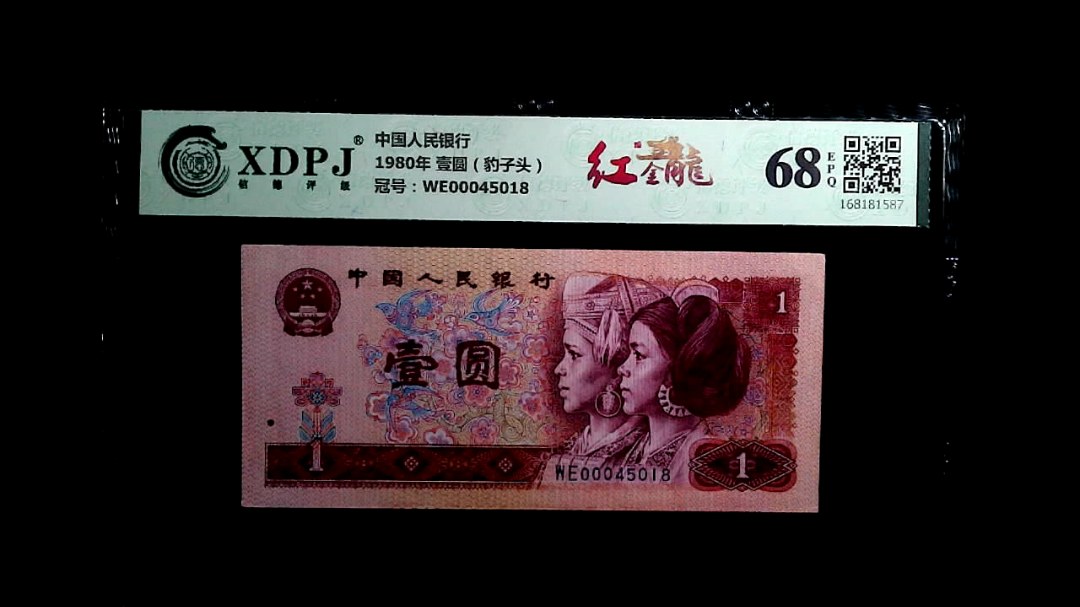 XDPJ®
信德评级
中国人民银行
1980年 壹圆（豹子头）
冠号：WE00045018
红金龍
68
EPQ
168181587
中国人民银行
1
壹圆
1
WE00045018
1